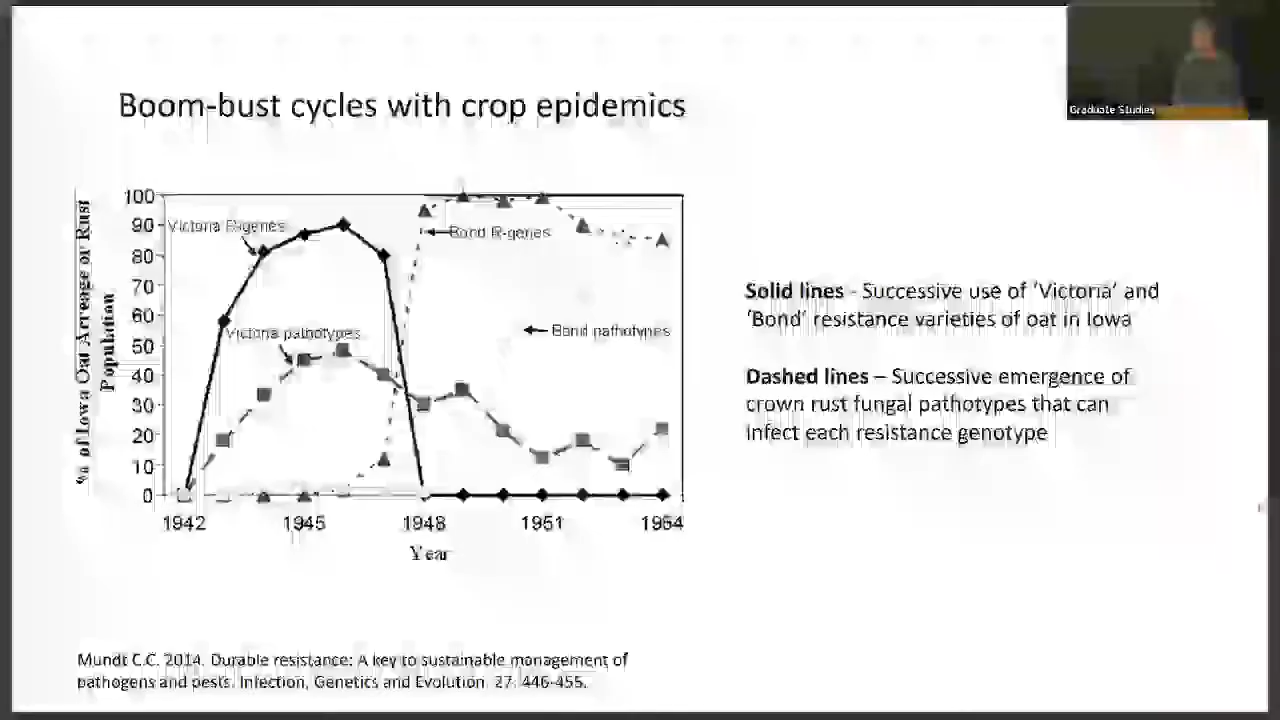 Graduate Studies
Boom-bust cycles with crop epidemics
% of Iowa Oat Acreage or Rust
Population
100
90
80
70
60
50
40
30
20
10
0
Victoria R-genes
Bond R-genes
Victoria pathotypes
Bond pathotypes
1942
1945
1948
1951
1954
Year
Solid lines - Successive use of 'Victoria' and
'Bond' resistance varieties of oat in Iowa
Dashed lines – Successive emergence of
crown rust fungal pathotypes that can
infect each resistance genotype
Mundt C.C. 2014. Durable resistance: A key to sustainable management of
pathogens and pests. Infection, Genetics and Evolution. 27: 446-455.